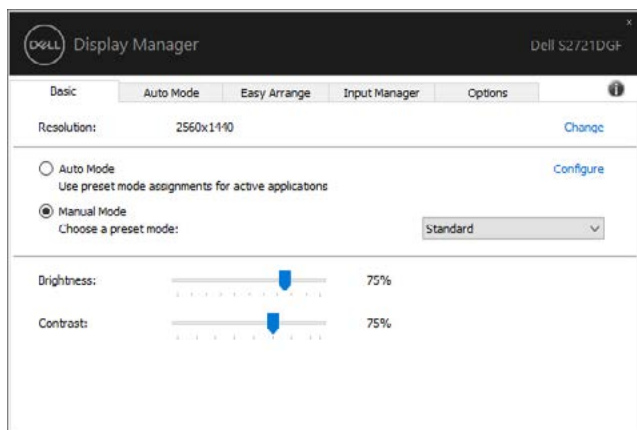 DELL Display Manager Dell S2721DGF
Basic Auto Mode Easy Arrange Input Manager Options
Resolution: 2560x1440 Change
Auto Mode Configure
Use preset mode assignments for active applications
Manual Mode
Choose a preset mode: Standard
Brightness: 75%
Contrast: 75%